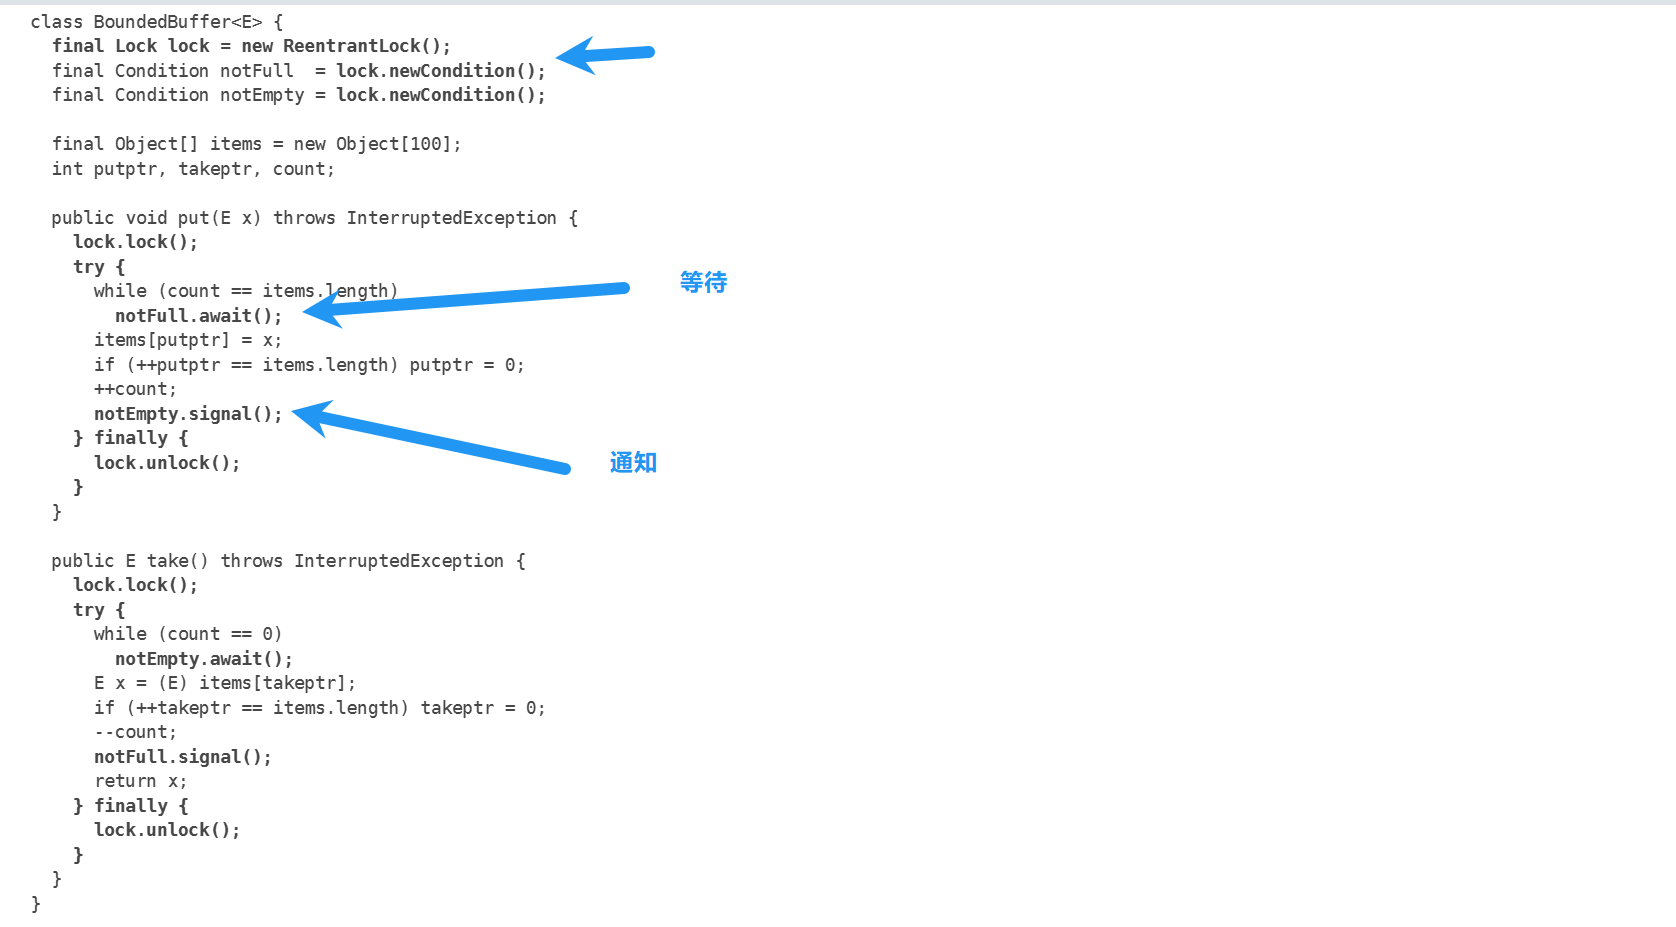 class BoundedBuffer<E> {
  final Lock lock = new ReentrantLock();
  final Condition notFull  = lock.newCondition();
  final Condition notEmpty = lock.newCondition();

  final Object[] items = new Object[100];
  int putptr, takeptr, count;

  public void put(E x) throws InterruptedException {
    lock.lock();
    try {
      while (count == items.length)
等待
        notFull.await();
      items[putptr] = x;
      if (++putptr == items.length) putptr = 0;
      ++count;
      notEmpty.signal();
    } finally {
      lock.unlock();
通知
    }
  }

  public E take() throws InterruptedException {
    lock.lock();
    try {
      while (count == 0)
        notEmpty.await();
      E x = (E) items[takeptr];
      if (++takeptr == items.length) takeptr = 0;
      --count;
      notFull.signal();
      return x;
    } finally {
      lock.unlock();
    }
  }
}